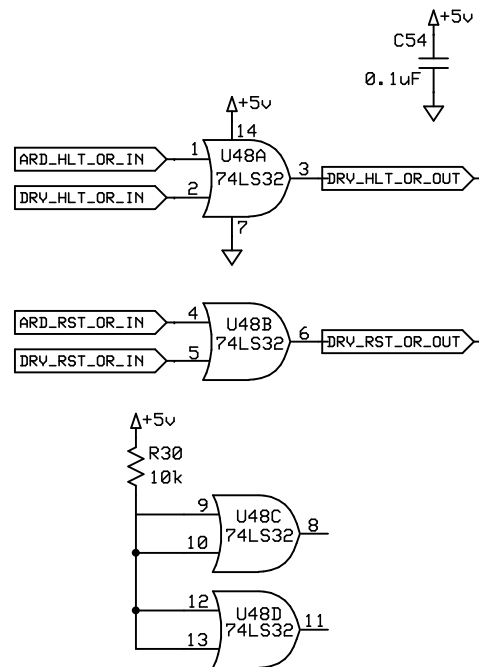 +5v
C54
0.1uF
+5v
14
1
U48A
ARD_HLT_OR_IN
74LS32
3
DRV_HLT_OR_OUT
2
DRV_HLT_OR_IN
7
4
ARD_RST_OR_IN
U48B
74LS32
6
DRV_RST_OR_OUT
5
DRV_RST_OR_IN
+5v
R30
10k
9
U48C
74LS32
8
10
12
U48D
74LS32
11
13